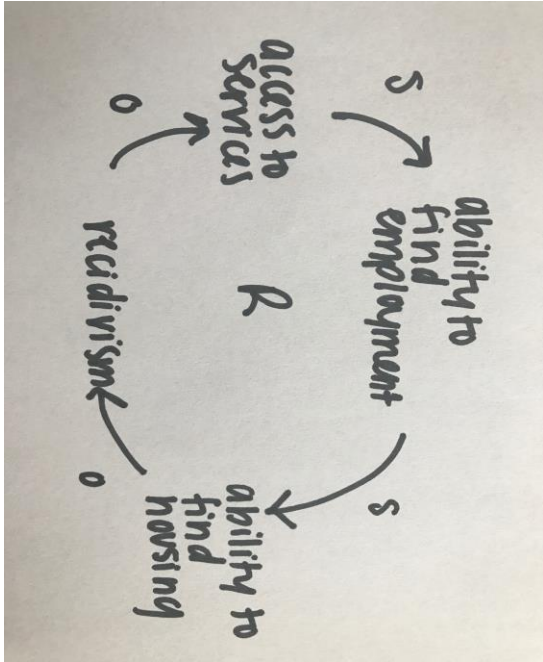 ability to
find
employment
S
S
access to
services
R
ability to
find
housing
O
O
recidivism